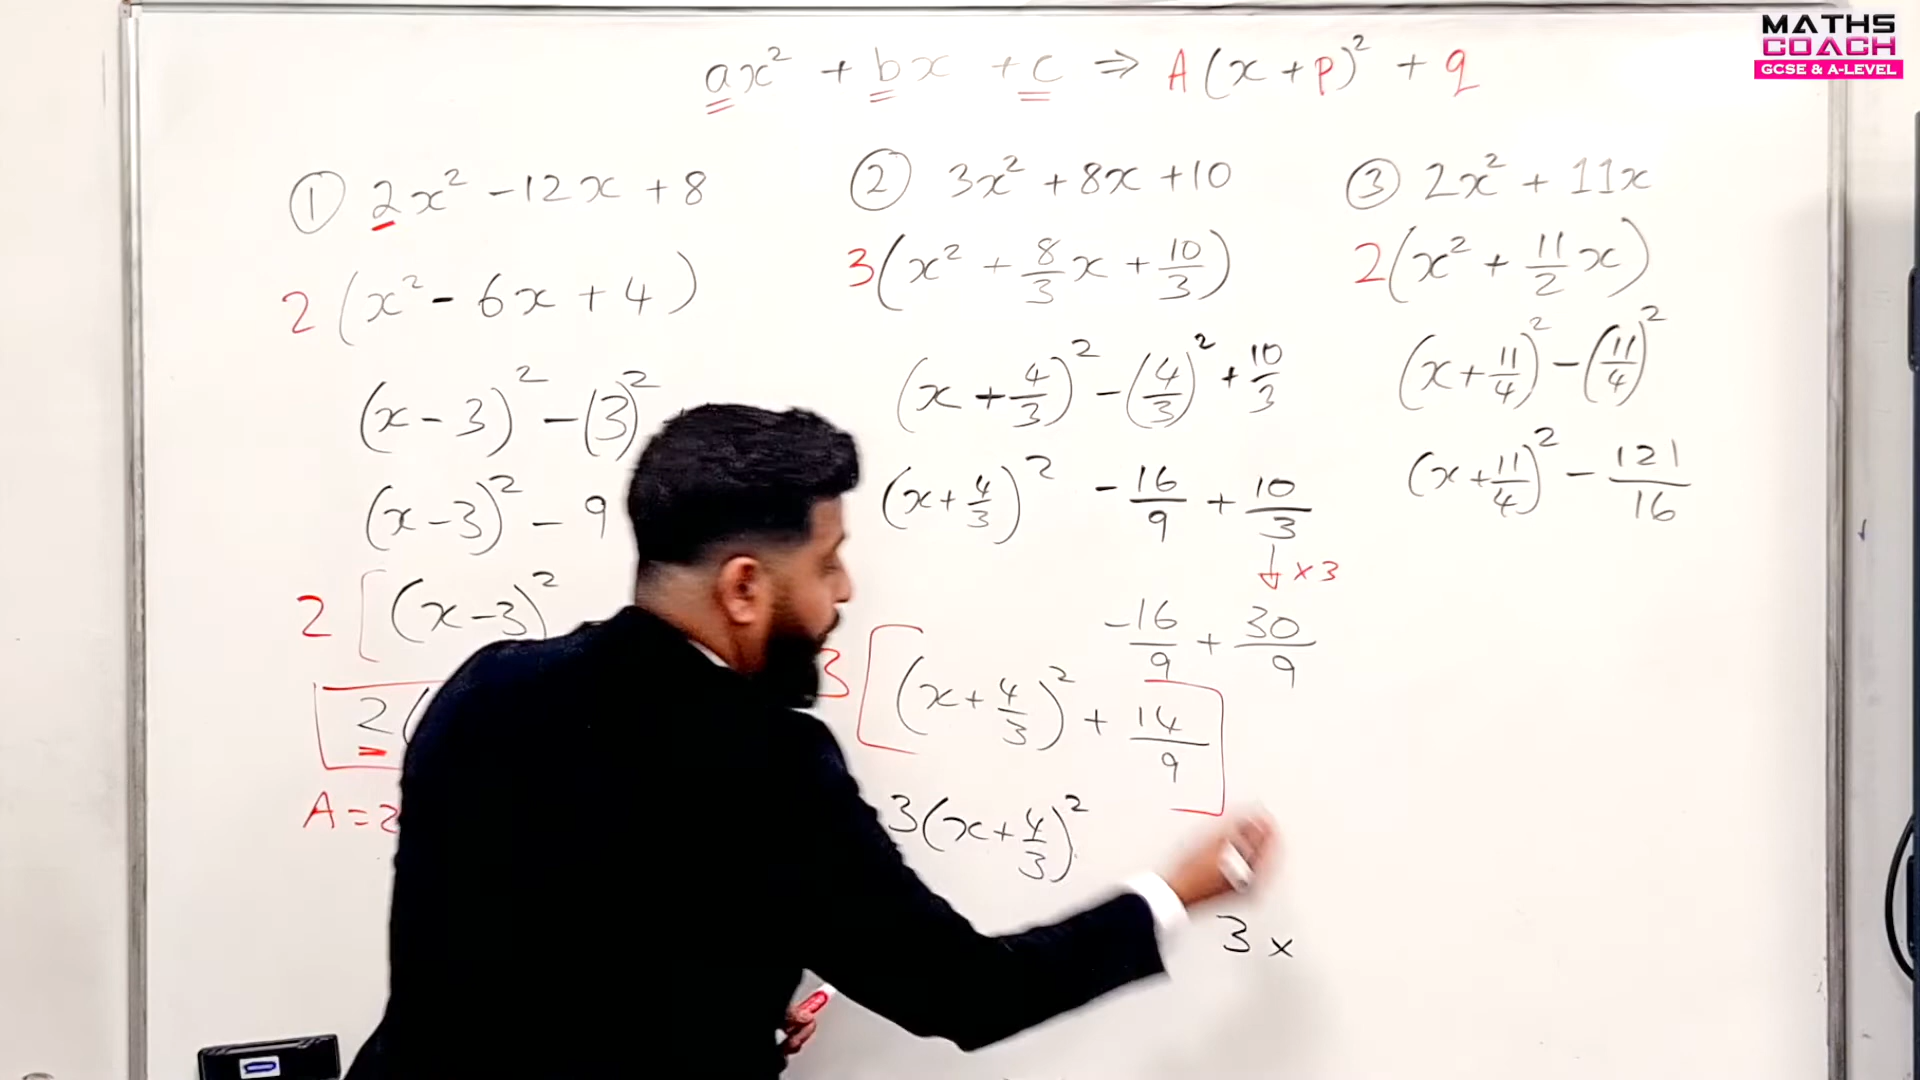 MATHS
COACH
GCSE & A-LEVEL
ax² + bx + c ⇒ A(x+p)² + q
① 2x² -12x + 8
2(x² - 6x + 4)
(x-3)² -(3)²
(x-3)² - 9
2[(x-3)²
2(
A=2
② 3x² + 8x + 10
3(x² + 8/3 x + 10/3)
(x + 4/3)² - (4/3)² + 10/3
(x + 4/3)² - 16/9 + 10/3
↓ ×3
-16/9 + 30/9
3[(x + 4/3)² + 14/9]
3(x + 4/3)²
3 ×
③ 2x² + 11x
2(x² + 11/2 x)
(x + 11/4)² - (11/4)²
(x + 11/4)² - 121/16